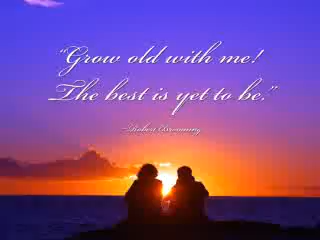 “Grow old with me!
The best is yet to be.”
~Robert Browning